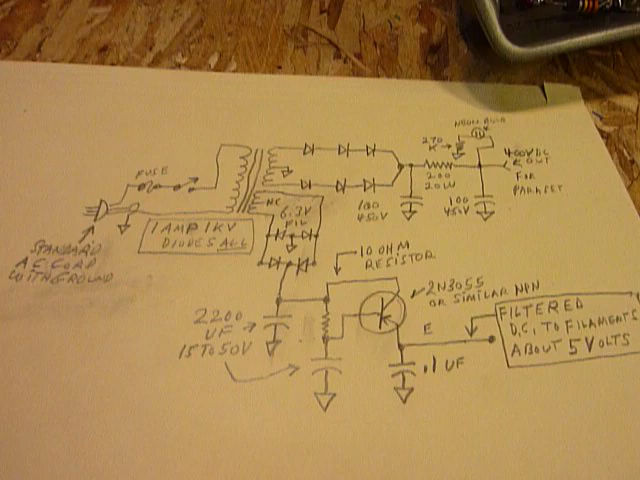 NEON BULB
270
K
400VDC
OUT
FOR
PARASET
200
20W
100
450V
100
450V
FUSE
NC
6.3V
FIL
1 AMP 1KV
DIODES ALL
STANDARD
A.C. CORD
WITH GROUND
10 OHM
RESISTOR
2N3055
OR SIMILAR NPN
2200
UF
15 TO 50V
E
.1 UF
FILTERED
D.C. TO FILAMENTS
ABOUT 5 VOLTS